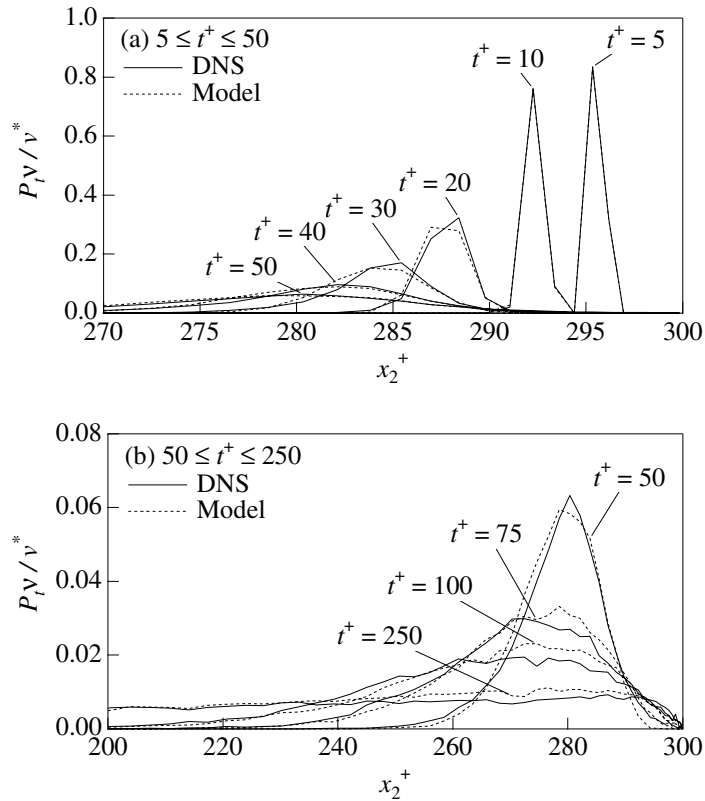 (a) 5 ≤ t⁺ ≤ 50
DNS
Model
t⁺ = 10
t⁺ = 5
t⁺ = 20
t⁺ = 30
t⁺ = 40
t⁺ = 50
1.0
0.8
0.6
0.4
0.2
0.0
Pₜν / v*
270 275 280 285 290 295 300
x₂⁺
(b) 50 ≤ t⁺ ≤ 250
DNS
Model
t⁺ = 50
t⁺ = 75
t⁺ = 100
t⁺ = 250
0.08
0.06
0.04
0.02
0.00
Pₜν / v*
200 220 240 260 280 300
x₂⁺